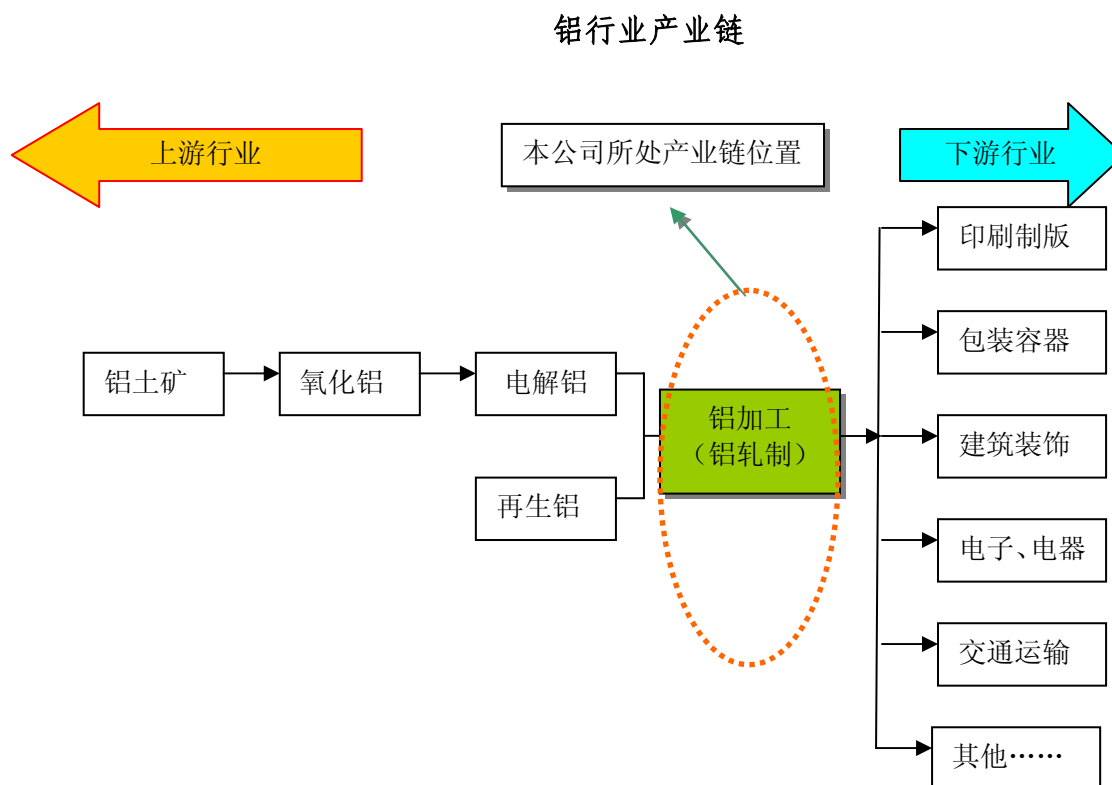 铝行业产业链
上游行业
本公司所处产业链位置
下游行业
印刷制版
包装容器
铝土矿
氧化铝
电解铝
铝加工
（铝轧制）
建筑装饰
再生铝
电子、电器
交通运输
其他……